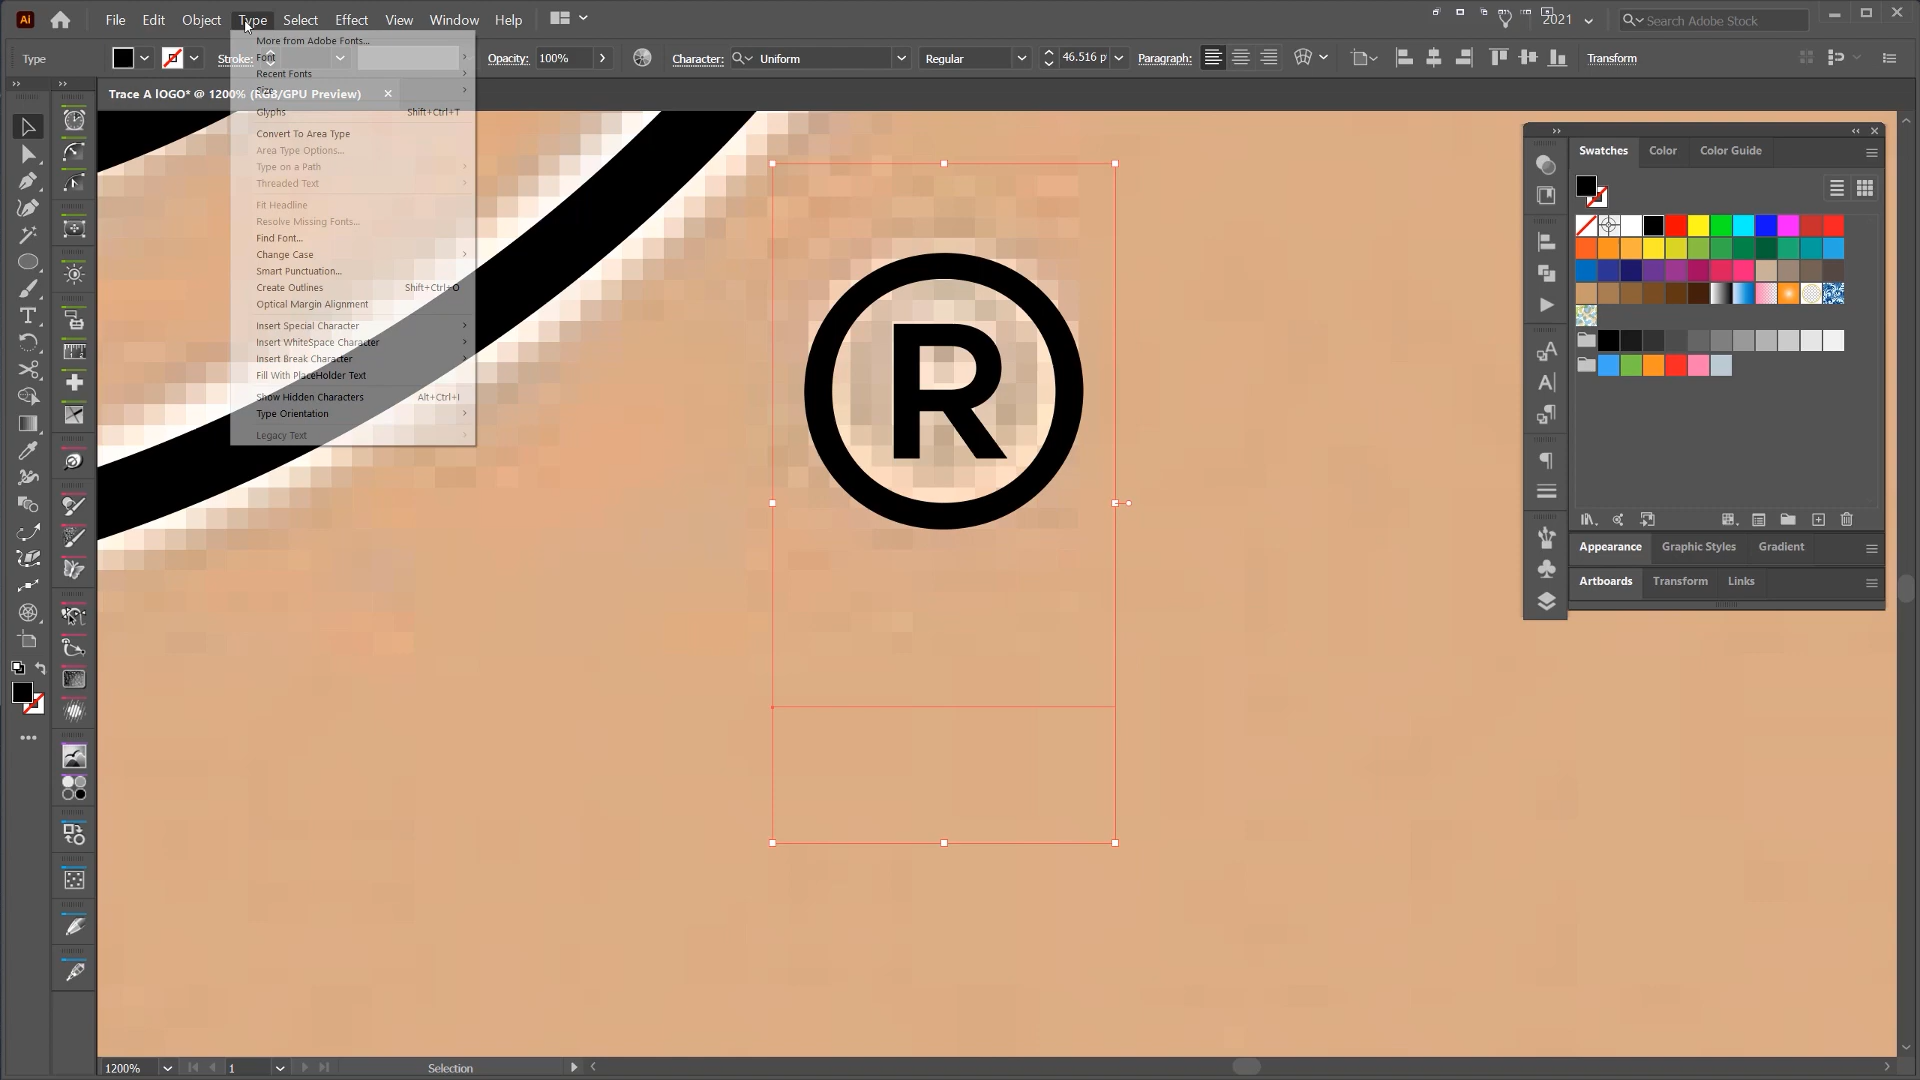 Ai
File Edit Object Type Select Effect View Window Help
2021
Search Adobe Stock
Type
Stroke:
Opacity: 100%
Character: Uniform
Regular
46.516 p
Paragraph:
Transform
Trace A lOGO* @ 1200% (RGB/GPU Preview)
More from Adobe Fonts...
Font
Recent Fonts
Glyphs Shift+Ctrl+T
Convert To Area Type
Area Type Options...
Type on a Path
Threaded Text
Fit Headline
Resolve Missing Fonts...
Find Font...
Change Case
Smart Punctuation...
Create Outlines Shift+Ctrl+O
Optical Margin Alignment
Insert Special Character
Insert WhiteSpace Character
Insert Break Character
Fill With PlaceHolder Text
Show Hidden Characters Alt+Ctrl+I
Type Orientation
Legacy Text
®
Swatches Color Color Guide
Appearance Graphic Styles Gradient
Artboards Transform Links
1200%
1
Selection